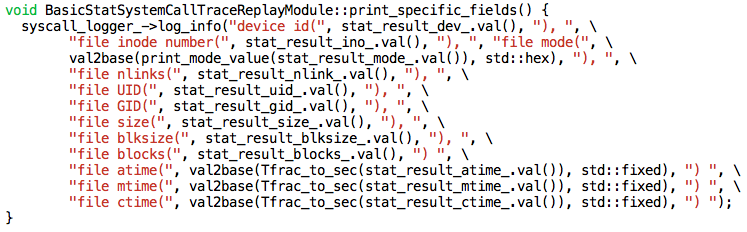 void BasicStatSystemCallTraceReplayModule::print_specific_fields() {
  syscall_logger_->log_info("device id(", stat_result_dev_.val(), "), ", \
        "file inode number(", stat_result_ino_.val(), "), ", "file mode(", \
        val2base(print_mode_value(stat_result_mode_.val()), std::hex), "), ", \
        "file nlinks(", stat_result_nlink_.val(), "), ", \
        "file UID(", stat_result_uid_.val(), "), ", \
        "file GID(", stat_result_gid_.val(), "), ", \
        "file size(", stat_result_size_.val(), "), ", \
        "file blksize(", stat_result_blksize_.val(), "), ", \
        "file blocks(", stat_result_blocks_.val(), ") ", \
        "file atime(", val2base(Tfrac_to_sec(stat_result_atime_.val()), std::fixed), ") ", \
        "file mtime(", val2base(Tfrac_to_sec(stat_result_mtime_.val()), std::fixed), ") ", \
        "file ctime(", val2base(Tfrac_to_sec(stat_result_ctime_.val()), std::fixed), ") ");
}